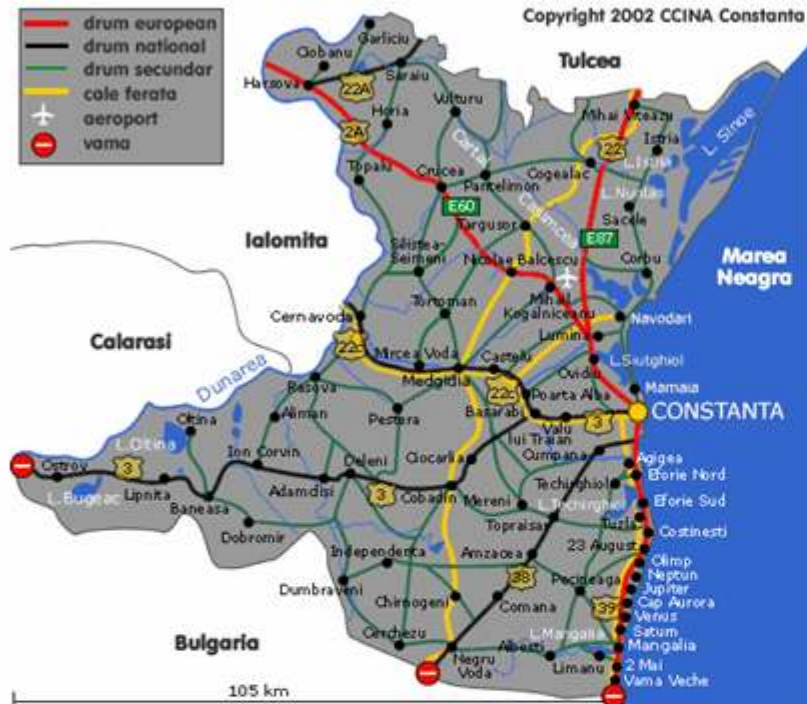 drum european
drum national
drum secundar
cale ferata
aeroport
vama
Copyright 2002 CCINA Constanta
Tulcea
Garliciu
Ciobanu
Saraiu
Harsova
22A
Vulturu
Horia
2A
Cartal
Mihai Viteazu
22
Istria
L. Istria
L. Sinoe
Topalu
Crucea
Pantelimon
Cogealac
L. Nuntas
E60
Casimcea
Sacele
Targusor
E87
Ialomita
Silistea-
Seimeni
Nicolae Balcescu
Corbu
Marea
Neagra
Mihail
Kogalniceanu
Tortoman
Cernavoda
Navodari
Lumina
Calarasi
22c
Mircea Voda
Castelu
L. Siutghiol
Medgidia
Ovidiu
Dunarea
Rasova
22c
Poarta Alba
Mamaia
Aliman
Pestera
Basarabi
CONSTANTA
Oltina
Valu
3
lui Traian
L. Oltina
Ion Corvin
Ciocarlia
Cumpana
Agigea
Ostrov
3
Deleni
Techirghiol
Eforie Nord
L. Bugeac
Lipnita
Adamclisi
3
Cobadin
Mereni
L. Techirghiol
Baneasa
Eforie Sud
Topraisar
Tuzla
Dobromir
Costinesti
23 August
Independenta
Amzacea
Olimp
Neptun
Dumbraveni
38
Pecineaga
Jupiter
Chirnogeni
Comana
39
Cap Aurora
Venus
Cerchezu
Saturn
Bulgaria
Albesti
L. Mangalia
Mangalia
Negru
Voda
Limanu
2 Mai
Vama Veche
105 km